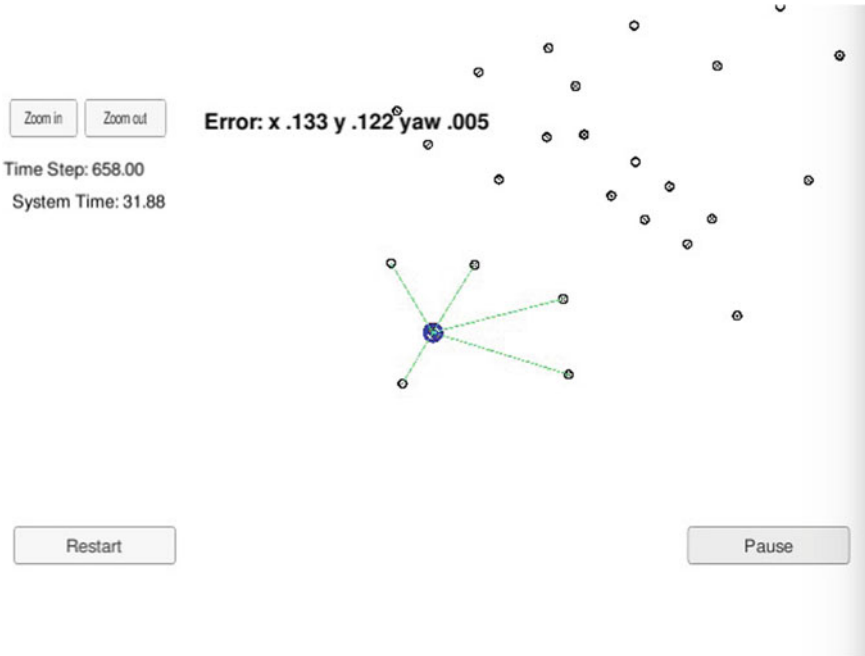 Zoom in
Zoom out
Error: x .133 y .122 yaw .005
Time Step: 658.00
System Time: 31.88
Restart
Pause